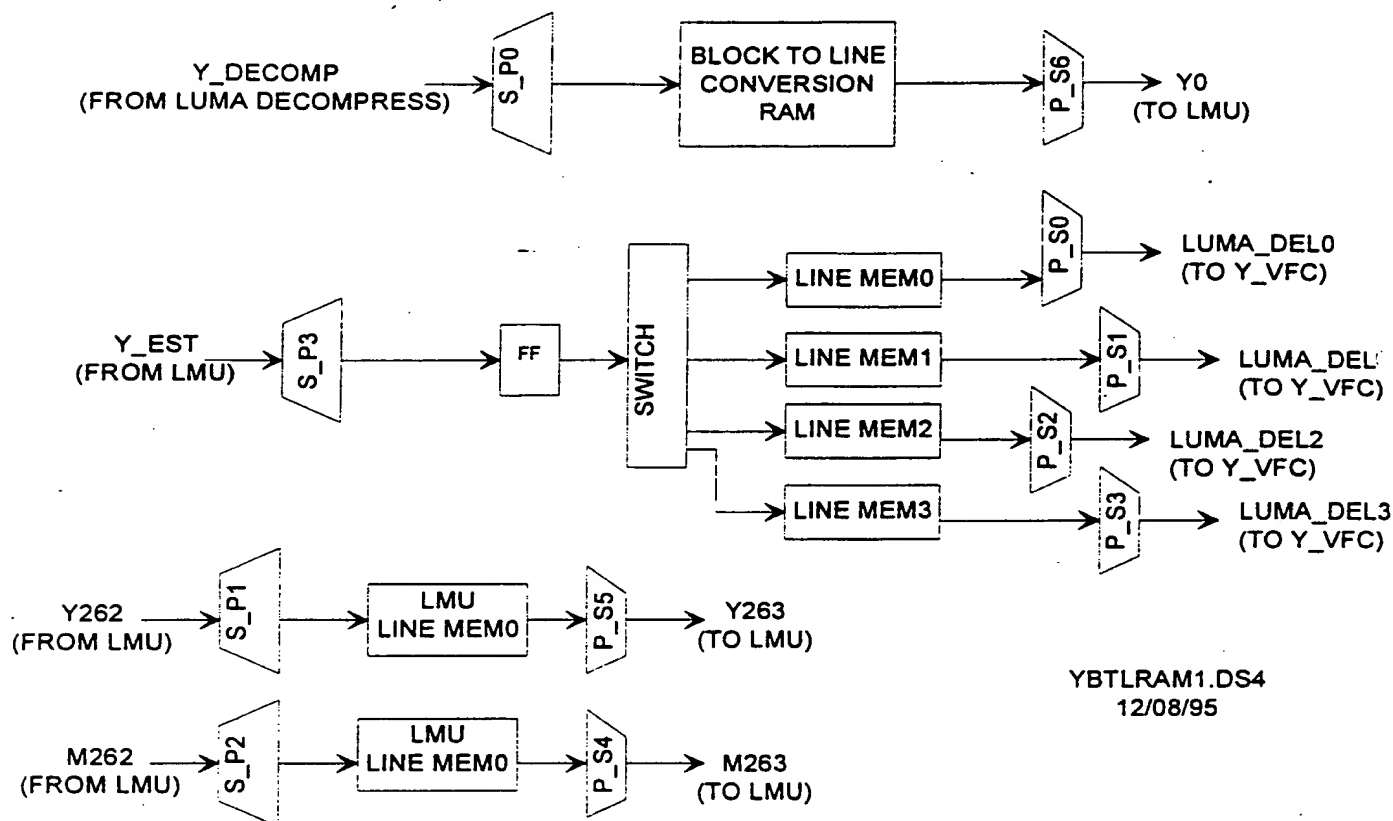 Y_DECOMP
(FROM LUMA DECOMPRESS)
S_P0
BLOCK TO LINE
CONVERSION
RAM
P_S6
Y0
(TO LMU)
Y_EST
(FROM LMU)
S_P3
FF
SWITCH
LINE MEM0
P_S0
LUMA_DEL0
(TO Y_VFC)
LINE MEM1
P_S1
LUMA_DEL
(TO Y_VFC)
LINE MEM2
P_S2
LUMA_DEL2
(TO Y_VFC)
LINE MEM3
P_S3
LUMA_DEL3
(TO Y_VFC)
Y262
(FROM LMU)
S_P1
LMU
LINE MEM0
P_S5
Y263
(TO LMU)
M262
(FROM LMU)
S_P2
LMU
LINE MEM0
P_S4
M263
(TO LMU)
YBTLRAM1.DS4
12/08/95